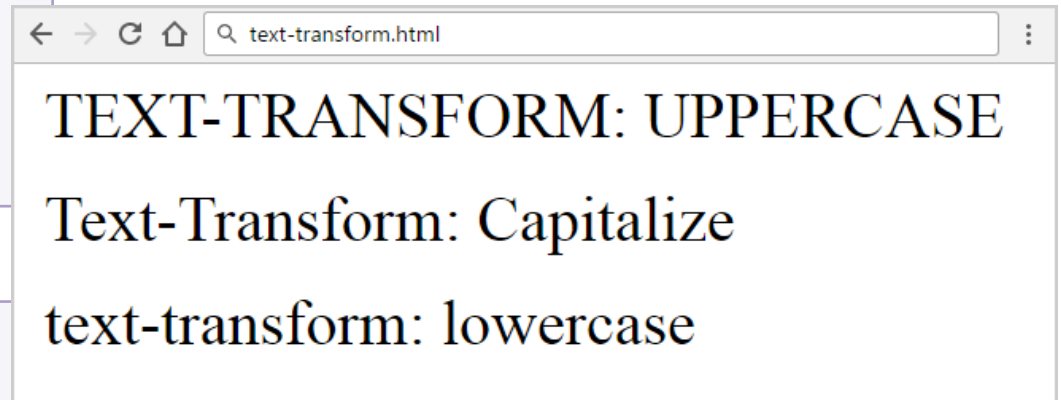 text-transform.html
TEXT-TRANSFORM: UPPERCASE
Text-Transform: Capitalize
text-transform: lowercase